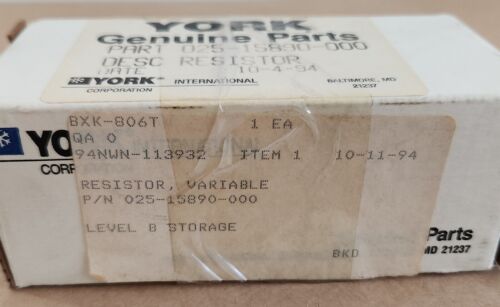 YORK
Genuine Parts
PART 025-15890-000
DESC RESISTOR
DATE 10-4-94
YORK INTERNATIONAL BALTIMORE, MD
CORPORATION 21237
BXK-806T 1 EA
QA 0
94NWN-113932 ITEM 1 10-11-94
RESISTOR, VARIABLE
P/N 025-15890-000
LEVEL B STORAGE
BKD
YO
CORP
Parts
MD 21237